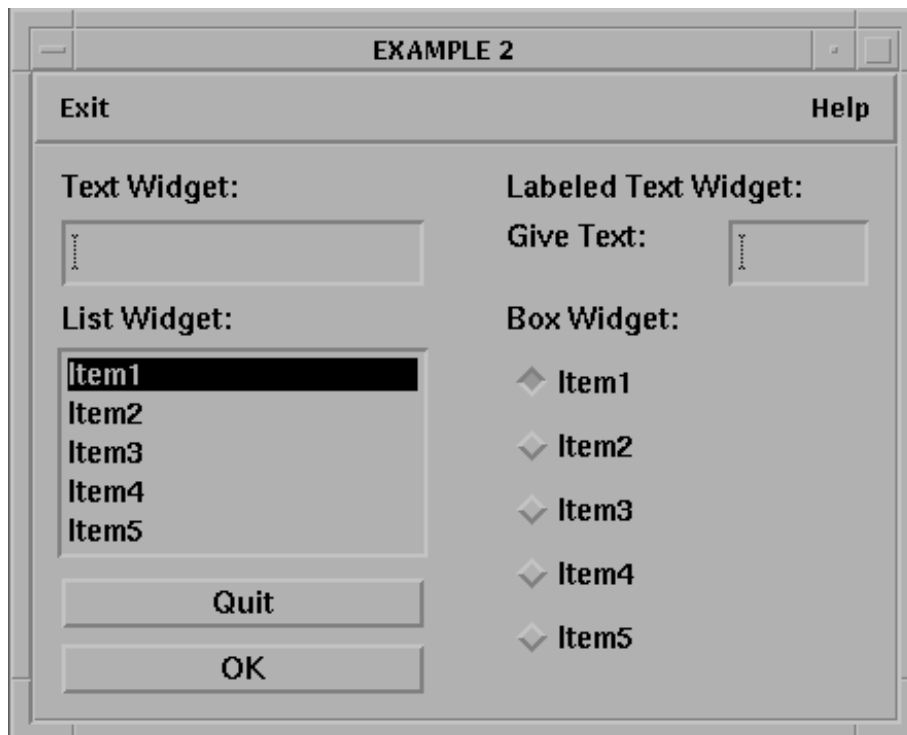 EXAMPLE 2
Exit Help
Text Widget:
Labeled Text Widget:
Give Text:
List Widget:
Item1
Item2
Item3
Item4
Item5
Box Widget:
Item1
Item2
Item3
Item4
Item5
Quit
OK